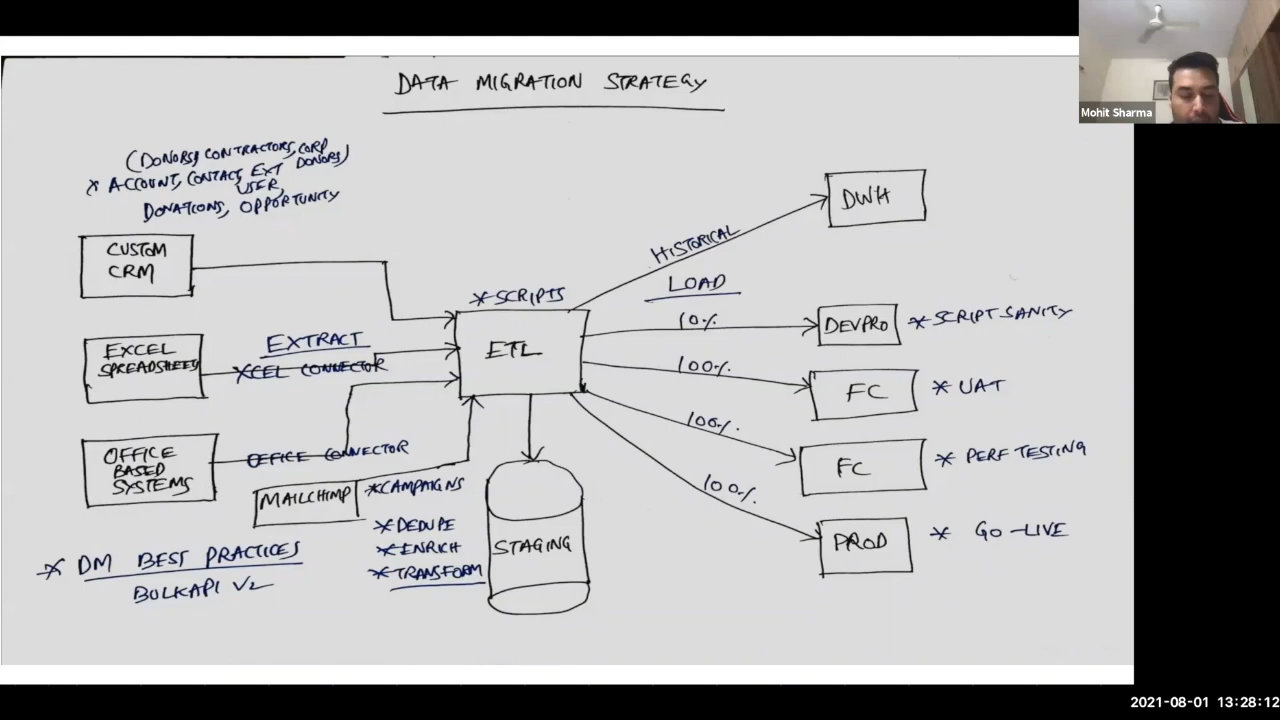 DATA MIGRATION STRATEGY
Mohit Sharma
(DONORS, CONTRACTORS, CORP
DONORS)
* ACCOUNT, CONTACT, EXT
USER,
DONATIONS, OPPORTUNITY
CUSTOM
CRM
EXCEL
SPREADSHEETS
EXTRACT
XCEL CONNECTOR
OFFICE
BASED
SYSTEMS
OFFICE CONNECTOR
MAILCHIMP
* CAMPAIGNS
* DEDUPE
* ENRICH
* TRANSFORM
* DM BEST PRACTICES
BULKAPI V2
* SCRIPTS
ETL
STAGING
HISTORICAL
LOAD
10%
100%
100%
100%
DWH
DEVPRO
* SCRIPT SANITY
FC
* UAT
FC
* PERF TESTING
PROD
* GO-LIVE
2021-08-01 13:28:12